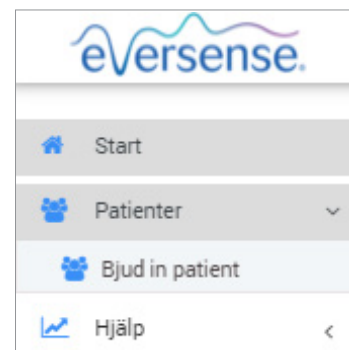 eversense.
Start
Patienter
Bjud in patient
Hjälp